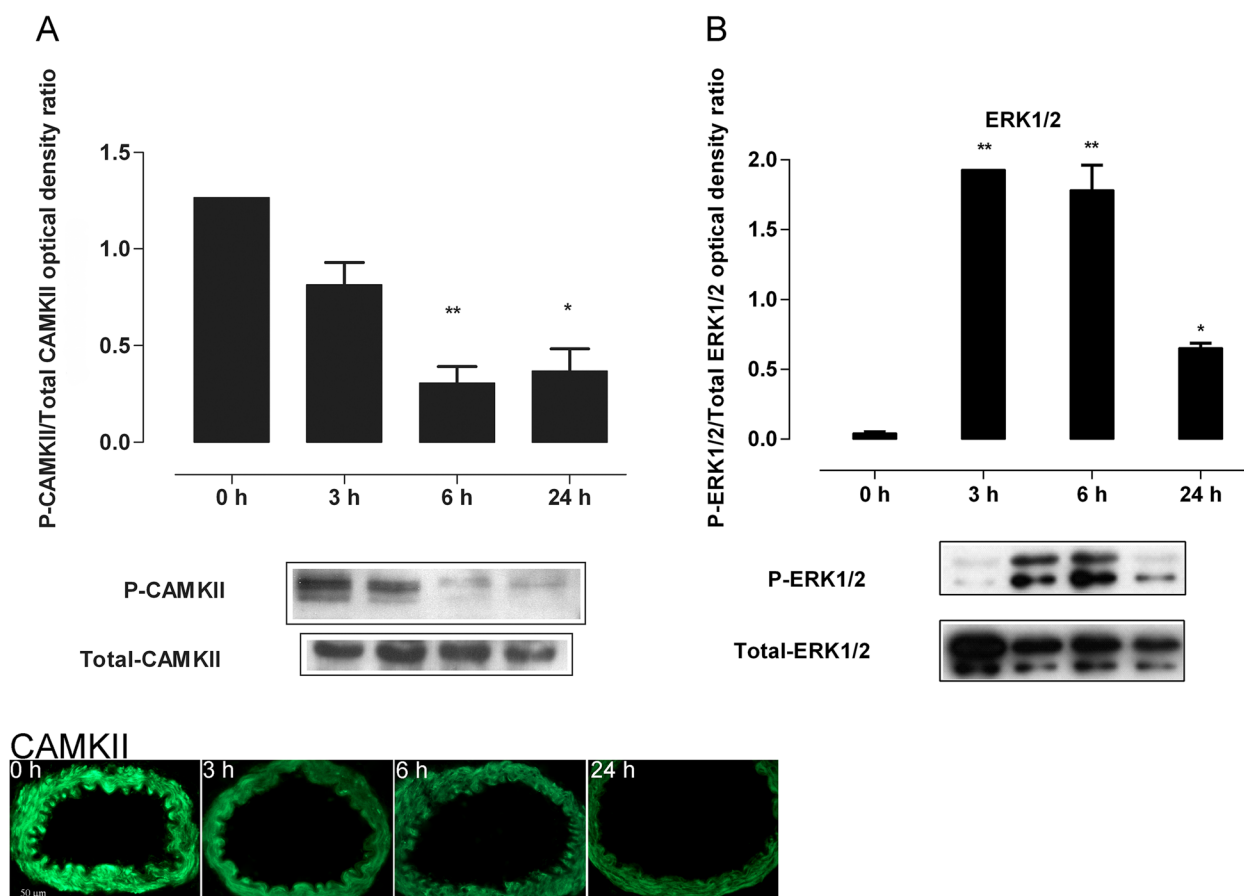 A
P-CAMKII/Total CAMKII optical density ratio
1.5
1.0
0.5
0.0
**
*
0 h
3 h
6 h
24 h
P-CAMKII
Total-CAMKII
B
P-ERK1/2/Total ERK1/2 optical density ratio
ERK1/2
2.0
1.5
1.0
0.5
0.0
**
**
*
0 h
3 h
6 h
24 h
P-ERK1/2
Total-ERK1/2
CAMKII
0 h
3 h
6 h
24 h
50 µm